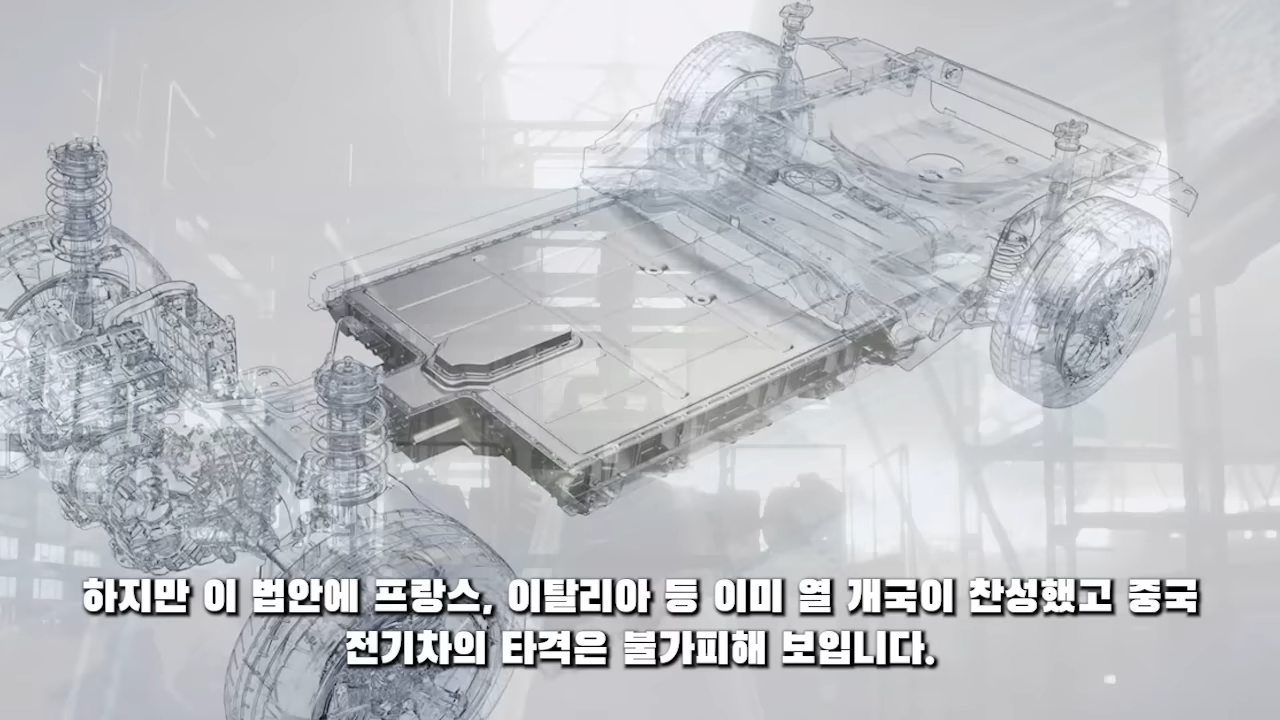 하지만 이 법안에 프랑스, 이탈리아 등 이미 열 개국이 찬성했고 중국
전기차의 타격은 불가피해 보입니다.